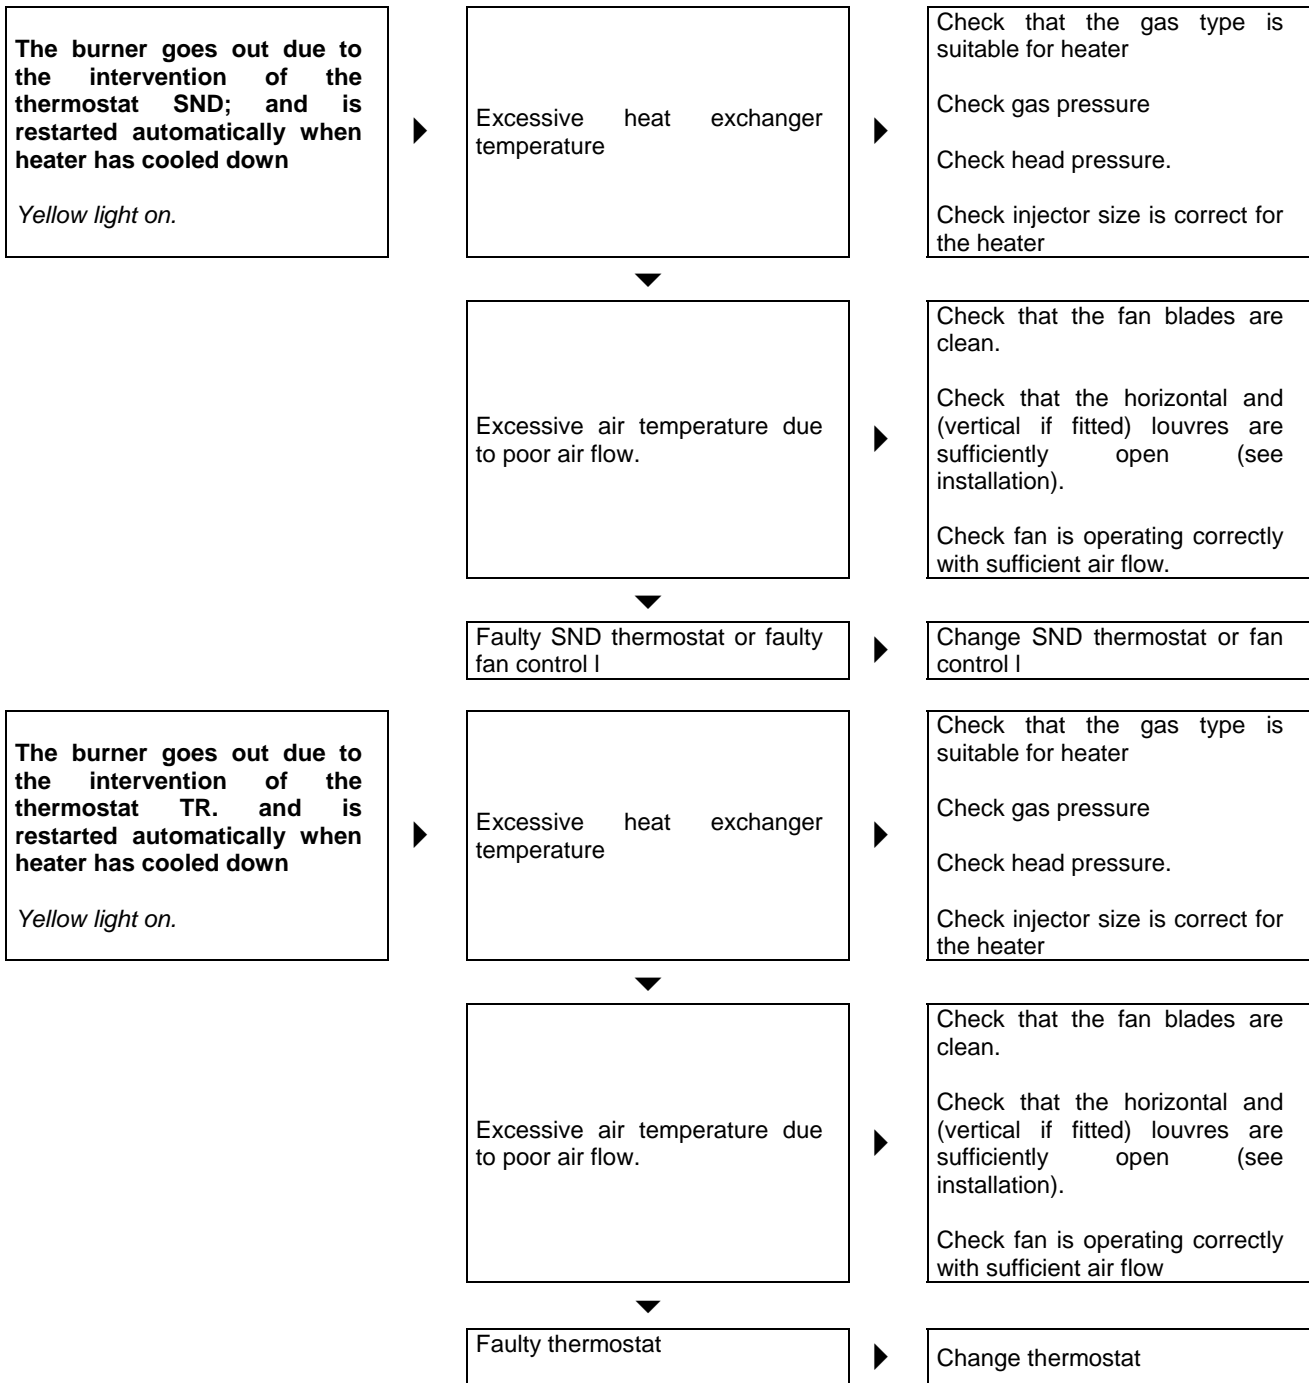 The burner goes out due to
the intervention of the
thermostat SND; and is
restarted automatically when
heater has cooled down
Yellow light on.
Excessive heat exchanger
temperature
Check that the gas type is
suitable for heater
Check gas pressure
Check head pressure.
Check injector size is correct for
the heater
Excessive air temperature due
to poor air flow.
Check that the fan blades are
clean.
Check that the horizontal and
(vertical if fitted) louvres are
sufficiently open (see
installation).
Check fan is operating correctly
with sufficient air flow.
Faulty SND thermostat or faulty
fan control l
Change SND thermostat or fan
control l
The burner goes out due to
the intervention of the
thermostat TR. and is
restarted automatically when
heater has cooled down
Yellow light on.
Excessive heat exchanger
temperature
Check that the gas type is
suitable for heater
Check gas pressure
Check head pressure.
Check injector size is correct for
the heater
Excessive air temperature due
to poor air flow.
Check that the fan blades are
clean.
Check that the horizontal and
(vertical if fitted) louvres are
sufficiently open (see
installation).
Check fan is operating correctly
with sufficient air flow
Faulty thermostat
Change thermostat